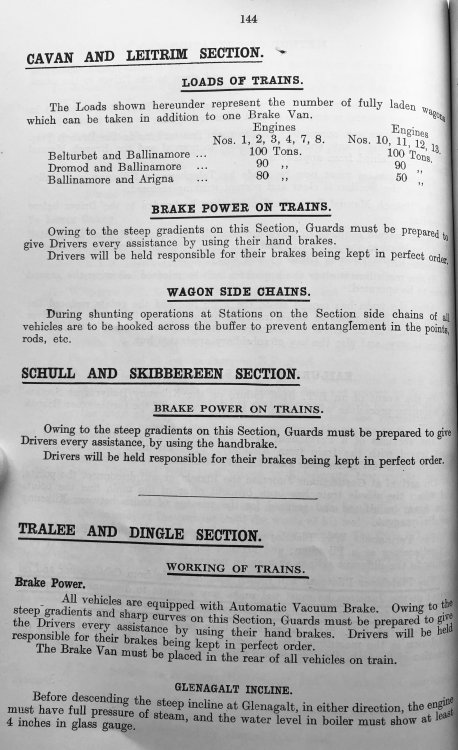 144
CAVAN AND LEITRIM SECTION.
LOADS OF TRAINS.
The Loads shown hereunder represent the number of fully laden wagons
which can be taken in addition to one Brake Van.
Engines Engines
Nos. 1, 2, 3, 4, 7, 8. Nos. 10, 11, 12, 13.
Belturbet and Ballinamore ... 100 Tons. 100 Tons.
Dromod and Ballinamore ... 90 ,, 90 ,,
Ballinamore and Arigna ... 80 ,, 50 ,,
BRAKE POWER ON TRAINS.
Owing to the steep gradients on this Section, Guards must be prepared to
give Drivers every assistance by using their hand brakes.
Drivers will be held responsible for their brakes being kept in perfect order.
WAGON SIDE CHAINS.
During shunting operations at Stations on the Section side chains of all
vehicles are to be hooked across the buffer to prevent entanglement in the points,
rods, etc.
SCHULL AND SKIBBEREEN SECTION.
BRAKE POWER ON TRAINS.
Owing to the steep gradients on this Section, Guards must be prepared to give
Drivers every assistance, by using the handbrake.
Drivers will be held responsible for their brakes being kept in perfect order.
TRALEE AND DINGLE SECTION.
WORKING OF TRAINS.
Brake Power.
All vehicles are equipped with Automatic Vacuum Brake. Owing to the
steep gradients and sharp curves on this Section, Guards must be prepared to give
the Drivers every assistance by using their hand brakes. Drivers will be held
responsible for their brakes being kept in perfect order.
The Brake Van must be placed in the rear of all vehicles on train.
GLENAGALT INCLINE.
Before descending the steep incline at Glenagalt, in either direction, the engine
must have full pressure of steam, and the water level in boiler must show at least
4 inches in glass gauge.